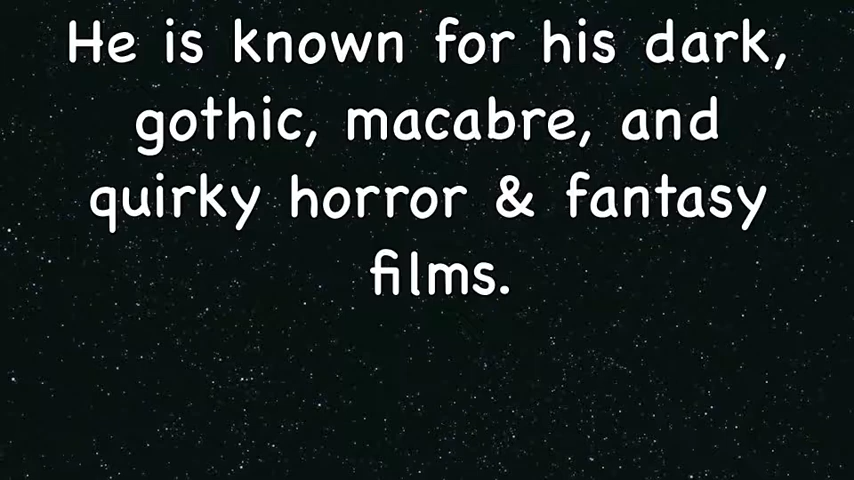 He is known for his dark,
gothic, macabre, and
quirky horror & fantasy
films.